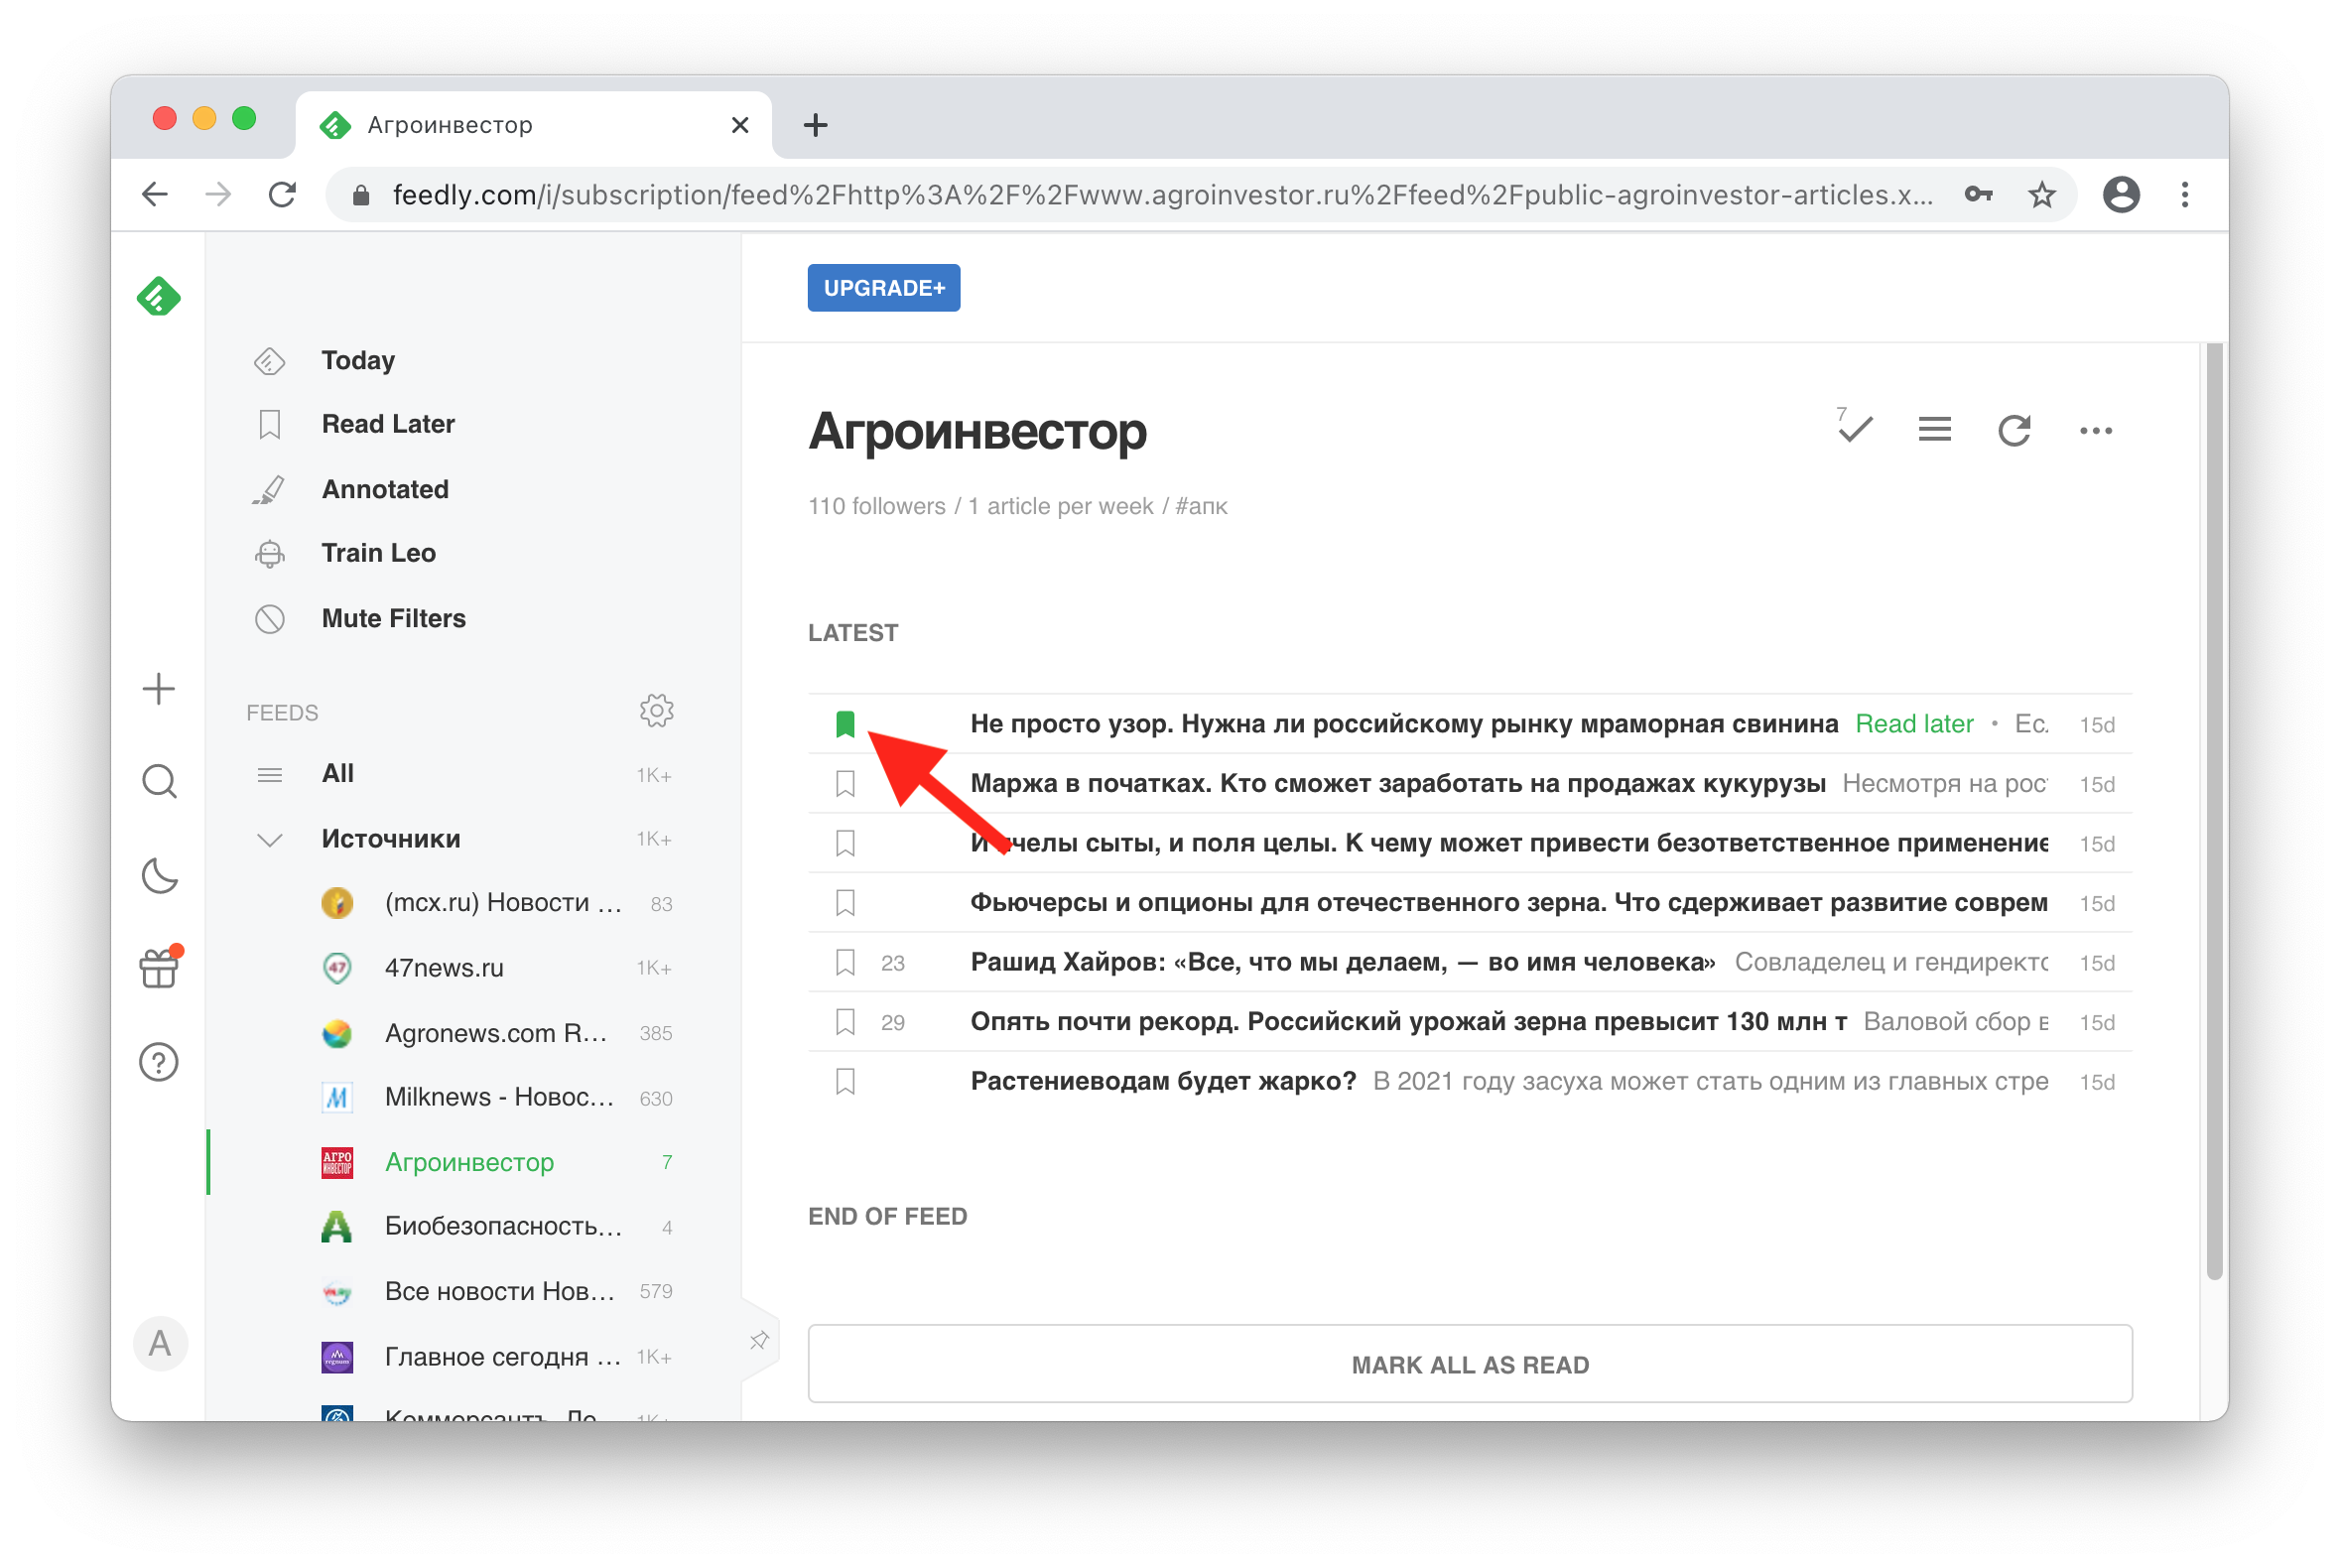 Агроинвестор
feedly.com/i/subscription/feed%2Fhttp%3A%2F%2Fwww.agroinvestor.ru%2Ffeed%2Fpublic-agroinvestor-articles.x...
UPGRADE+
Today
Read Later
Annotated
Train Leo
Mute Filters
FEEDS
All 1K+
Источники 1K+
(mcx.ru) Новости ... 83
47 47news.ru 1K+
Agronews.com R... 385
Milknews - Новос... 630
АГРО ИНВЕСТОР Агроинвестор 7
Биобезопасность... 4
Все новости Нов... 579
Главное сегодня ... 1K+
Коммерсантъ. 1K+
A
Агроинвестор
7
110 followers / 1 article per week / #апк
LATEST
Не просто узор. Нужна ли российскому рынку мраморная свинина Read later • Ес 15d
Маржа в початках. Кто сможет заработать на продажах кукурузы Несмотря на рос 15d
И челы сыты, и поля целы. К чему может привести безответственное применение 15d
Фьючерсы и опционы для отечественного зерна. Что сдерживает развитие соврем 15d
23 Рашид Хайров: «Все, что мы делаем, — во имя человека» Совладелец и гендиректо 15d
29 Опять почти рекорд. Российский урожай зерна превысит 130 млн т Валовой сбор в 15d
Растениеводам будет жарко? В 2021 году засуха может стать одним из главных стре 15d
END OF FEED
MARK ALL AS READ